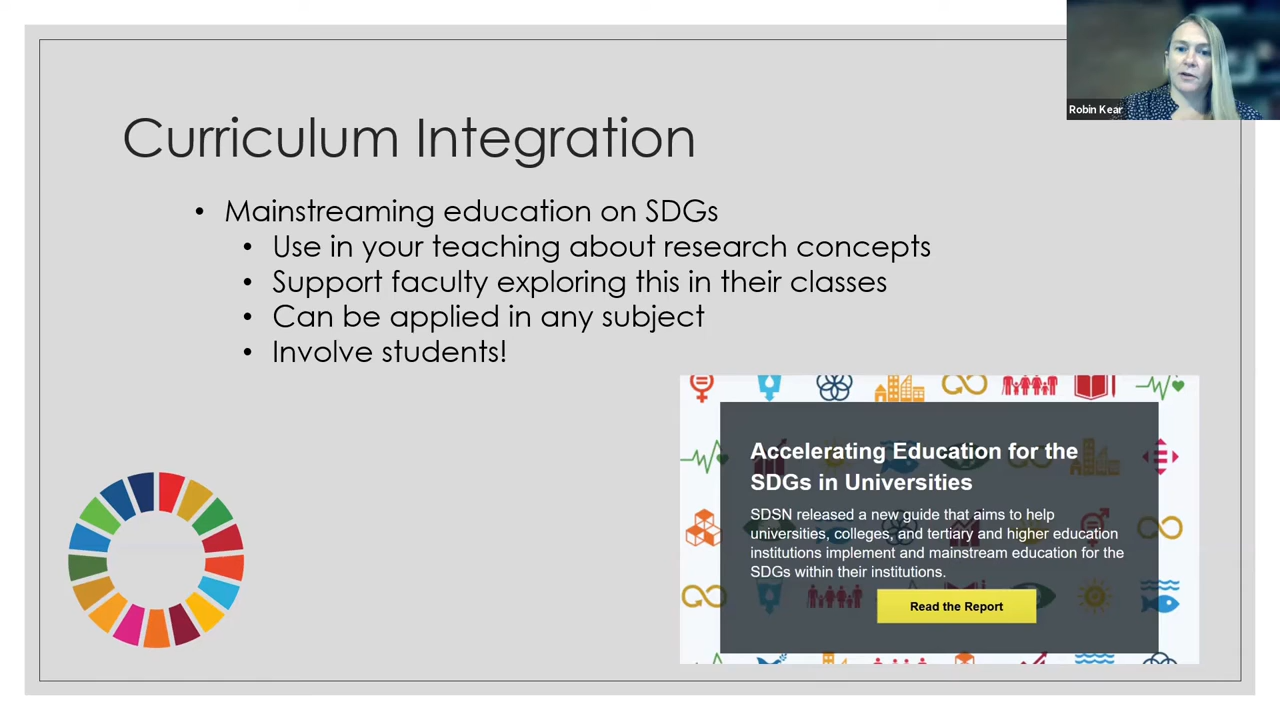 Robin Kear
Curriculum Integration
• Mainstreaming education on SDGs
• Use in your teaching about research concepts
• Support faculty exploring this in their classes
• Can be applied in any subject
• Involve students!
Accelerating Education for the
SDGs in Universities
SDSN released a new guide that aims to help
universities, colleges, and tertiary and higher education
institutions implement and mainstream education for the
SDGs within their institutions.
Read the Report